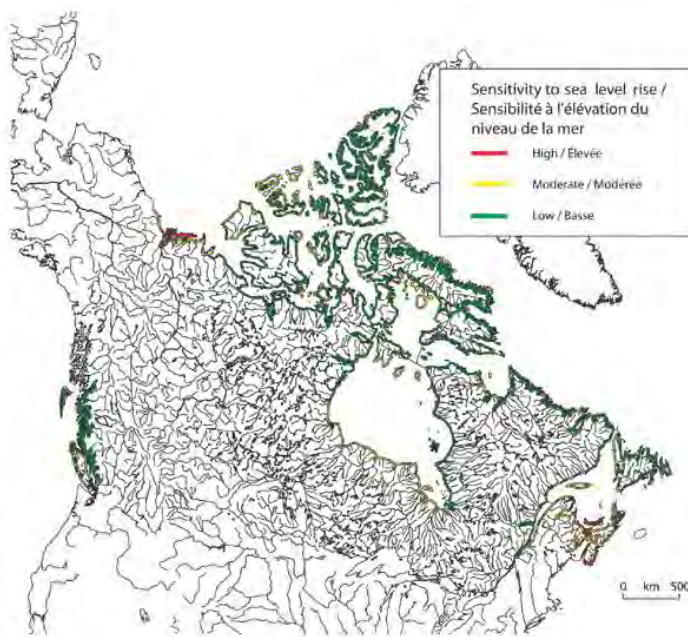 Sensitivity to sea level rise /
Sensibilité à l'élévation du
niveau de la mer
High / Élevée
Moderate / Modérée
Low / Basse
0 km 500